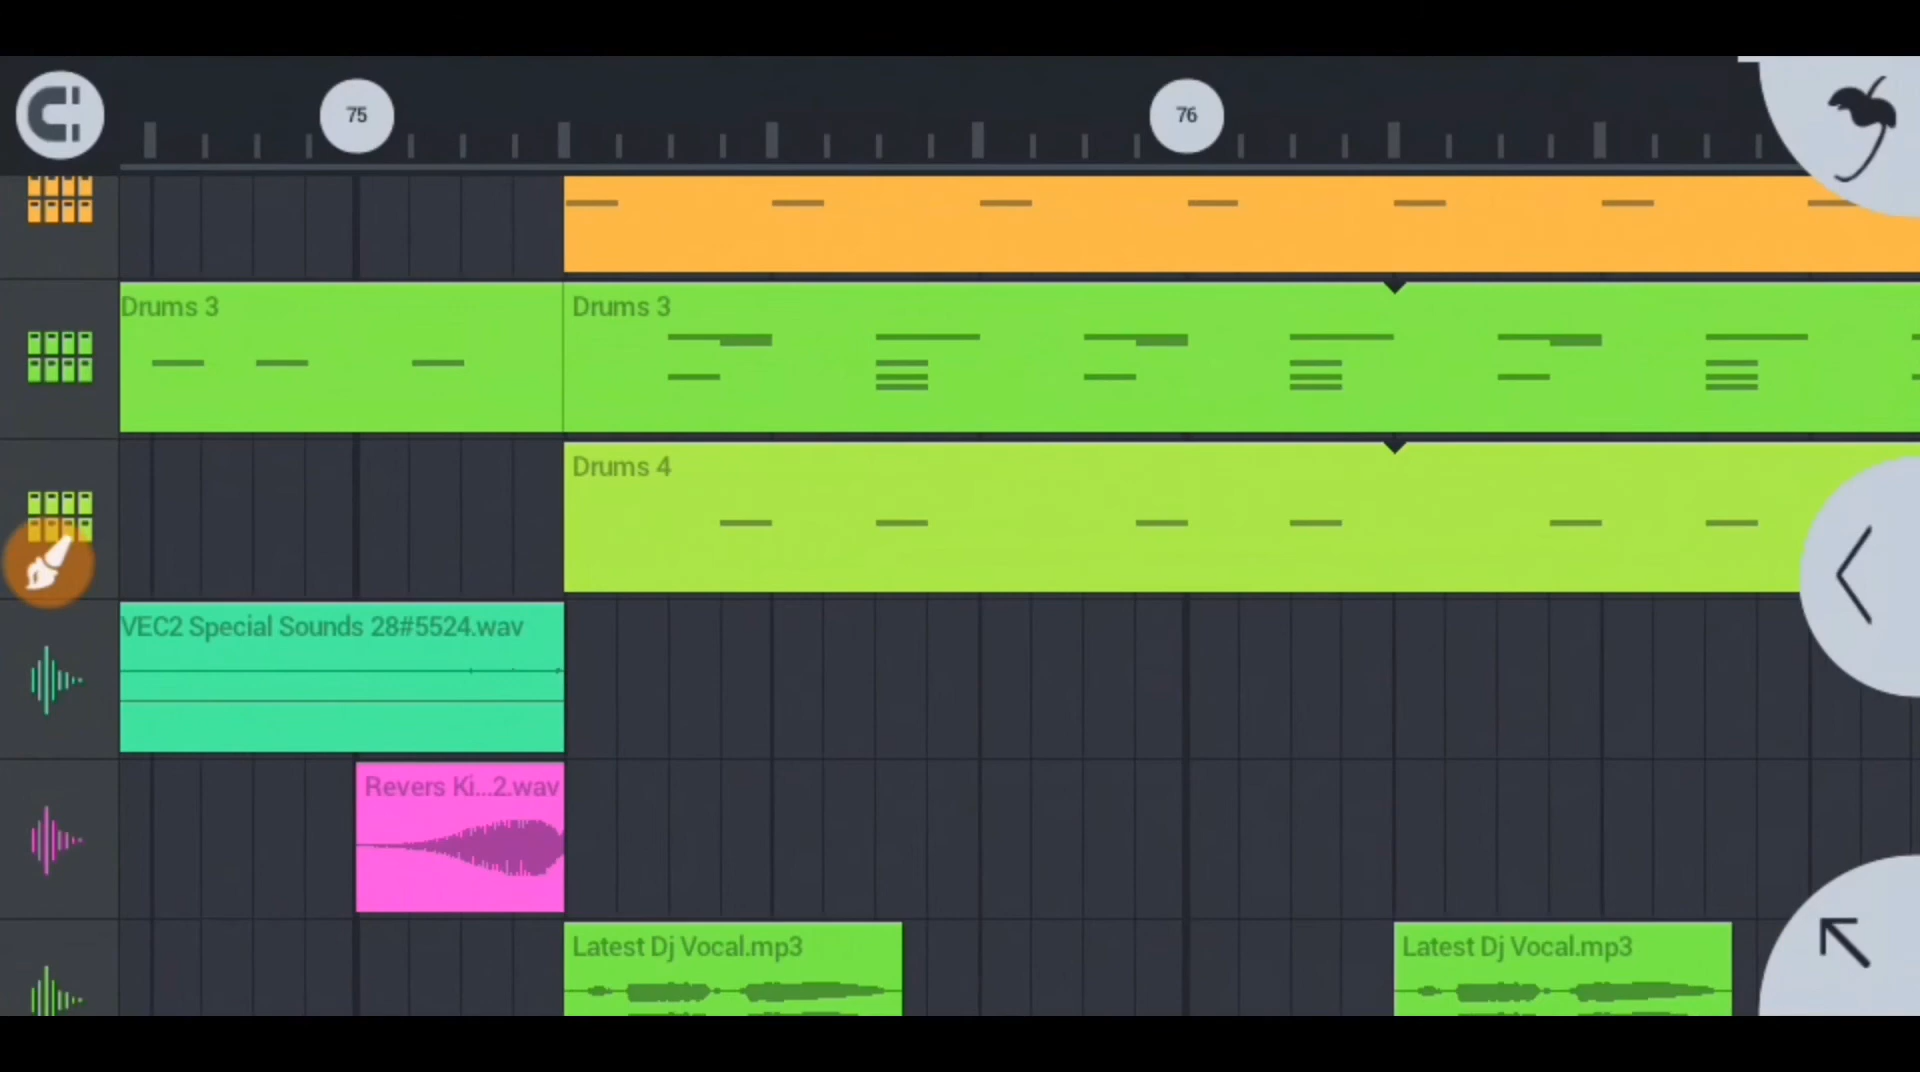 75
76
Drums 3
Drums 3
Drums 4
VEC2 Special Sounds 28#5524.wav
Revers Ki...2.wav
Latest Dj Vocal.mp3
Latest Dj Vocal.mp3